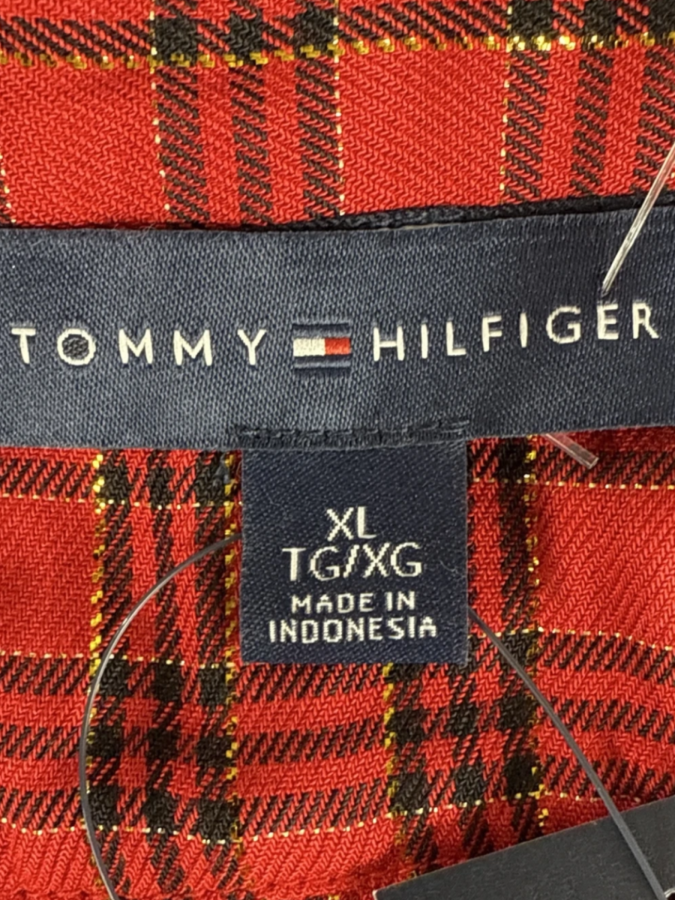 TOMMY HILFIGER
XL
TG/XG
MADE IN
INDONESIA